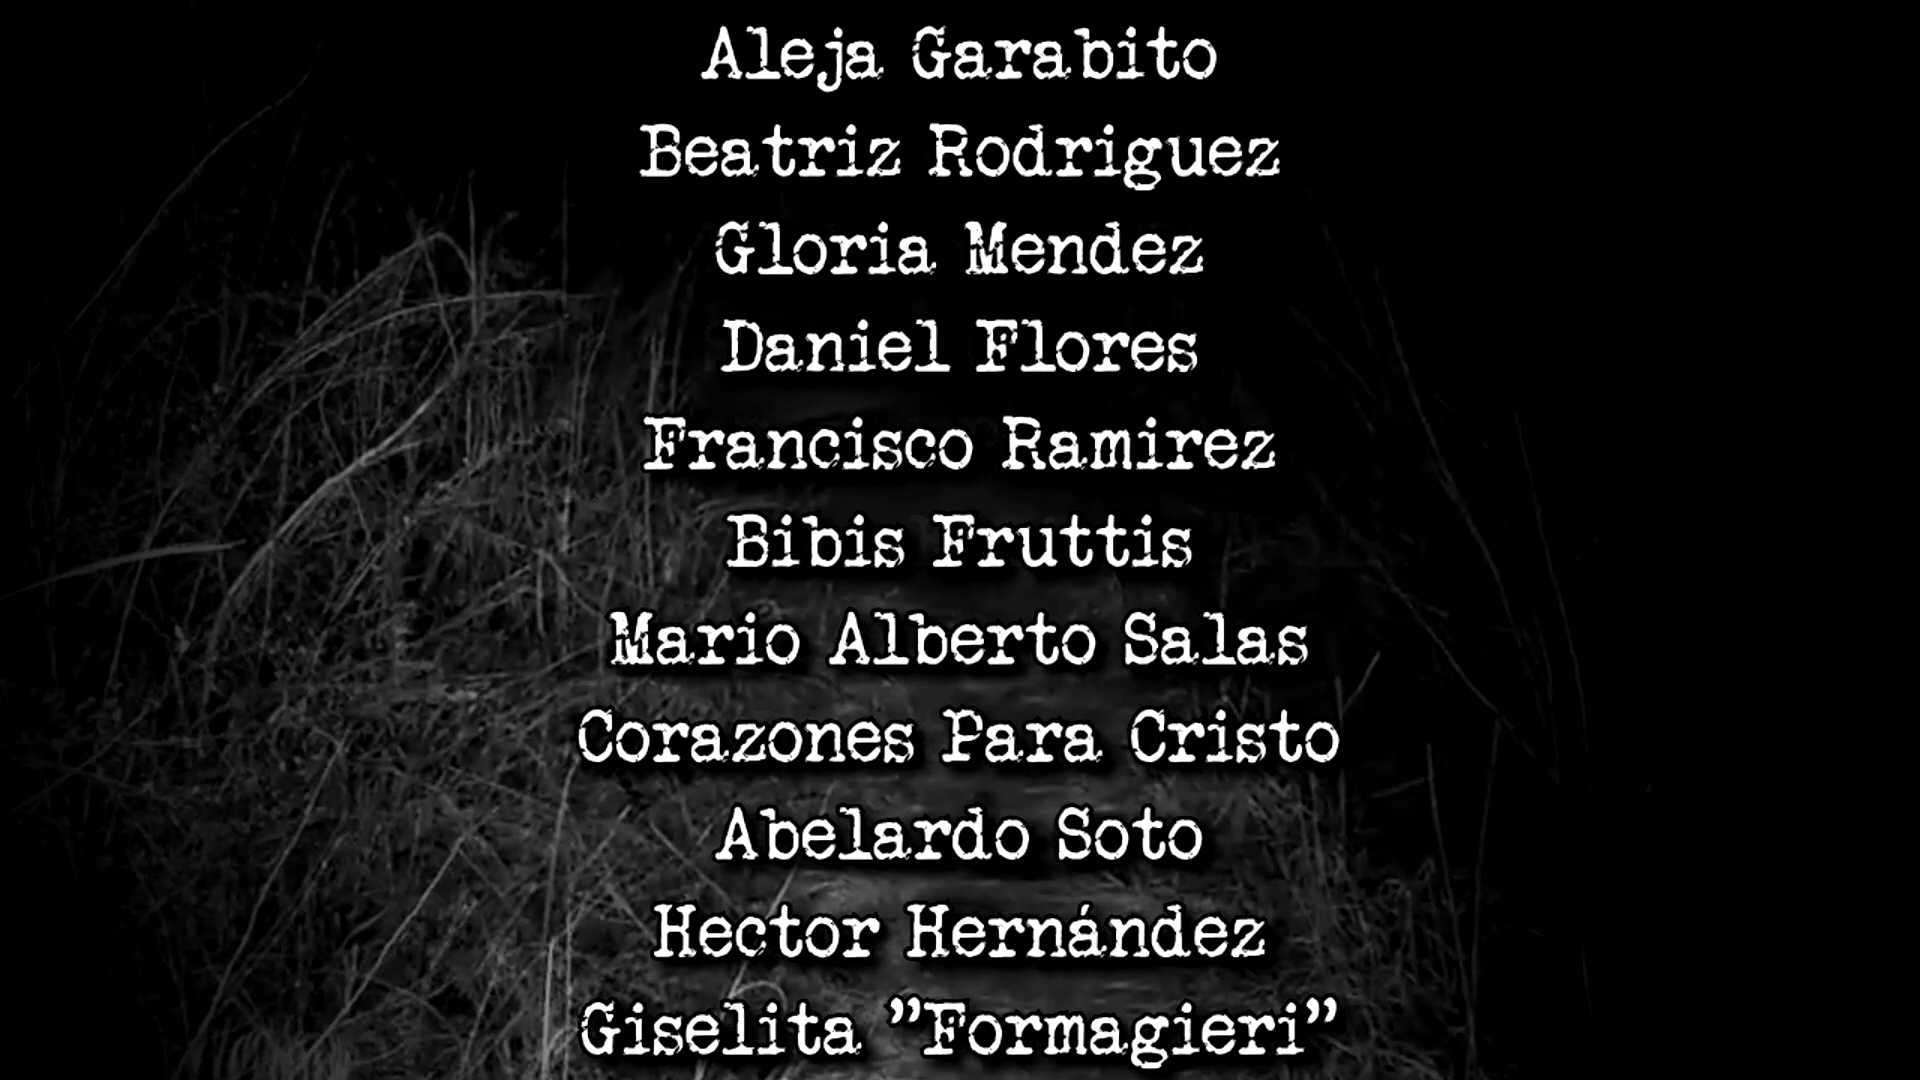 Aleja Garabito
Beatriz Rodriguez
Gloria Mendez
Daniel Flores
Francisco Ramirez
Bibis Fruttis
Mario Alberto Salas
Corazones Para Cristo
Abelardo Soto
Hector Hernández
Giselita "Formagieri"